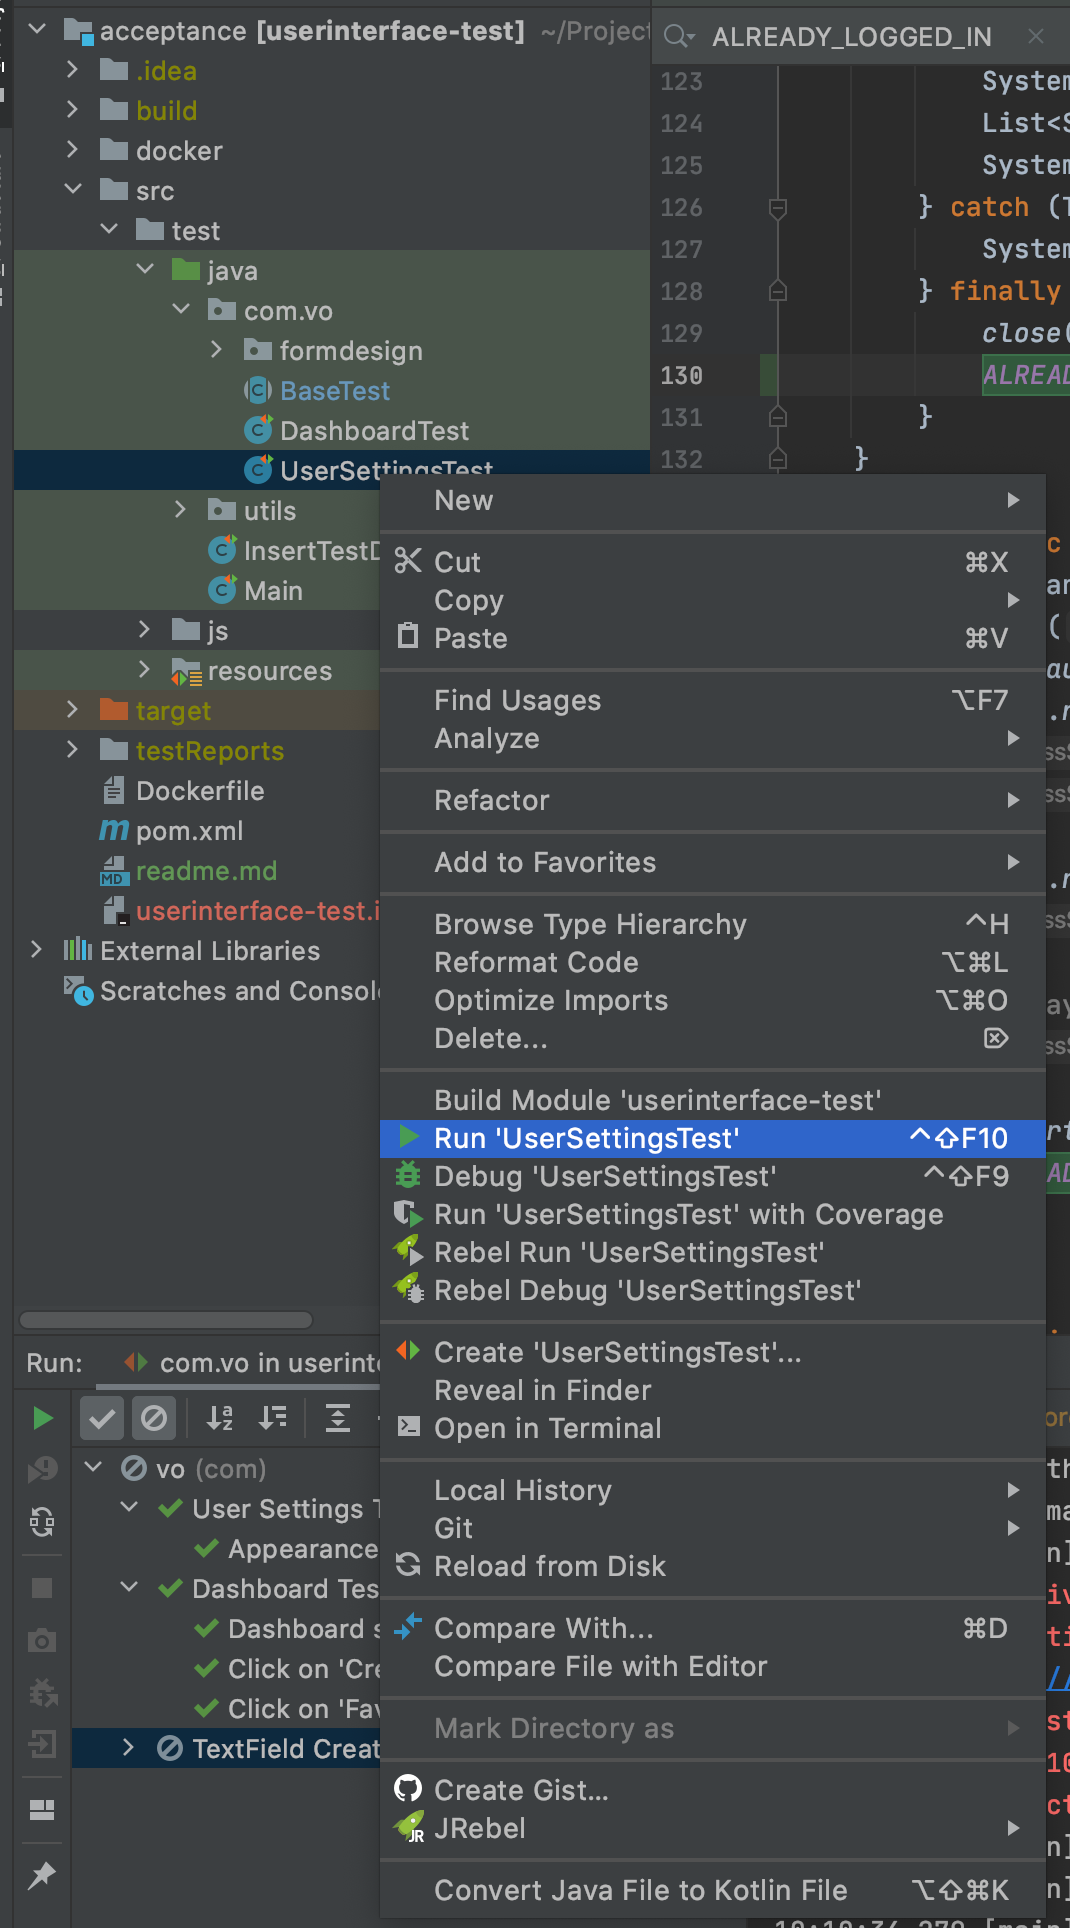 acceptance [userinterface-test] ~/Project
.idea
build
docker
src
test
java
com.vo
formdesign
BaseTest
DashboardTest
UserSettingsTest
utils
InsertTestD
Main
js
resources
target
testReports
Dockerfile
pom.xml
readme.md
userinterface-test.i
External Libraries
Scratches and Consol
ALREADY_LOGGED_IN
123 System
124 List<S
125 System
126 } catch (T
127 System
128 } finally
129 close(
130 ALREAD
131 }
132 }
New
Cut ⌘X
Copy
Paste ⌘V
Find Usages ⌥F7
Analyze
Refactor
Add to Favorites
Browse Type Hierarchy ^H
Reformat Code ⌥⌘L
Optimize Imports ⌥⌘O
Delete... ⌦
Build Module 'userinterface-test'
Run 'UserSettingsTest' ^⇧F10
Debug 'UserSettingsTest' ^⇧F9
Run 'UserSettingsTest' with Coverage
Rebel Run 'UserSettingsTest'
Rebel Debug 'UserSettingsTest'
Create 'UserSettingsTest'...
Reveal in Finder
Open in Terminal
Local History
Git
Reload from Disk
Compare With... ⌘D
Compare File with Editor
Mark Directory as
Create Gist...
JRebel
Convert Java File to Kotlin File ⌥⇧⌘K
Run: com.vo in userinte
vo (com)
User Settings T
Appearance
Dashboard Tes
Dashboard s
Click on 'Cre
Click on 'Fav
TextField Creat